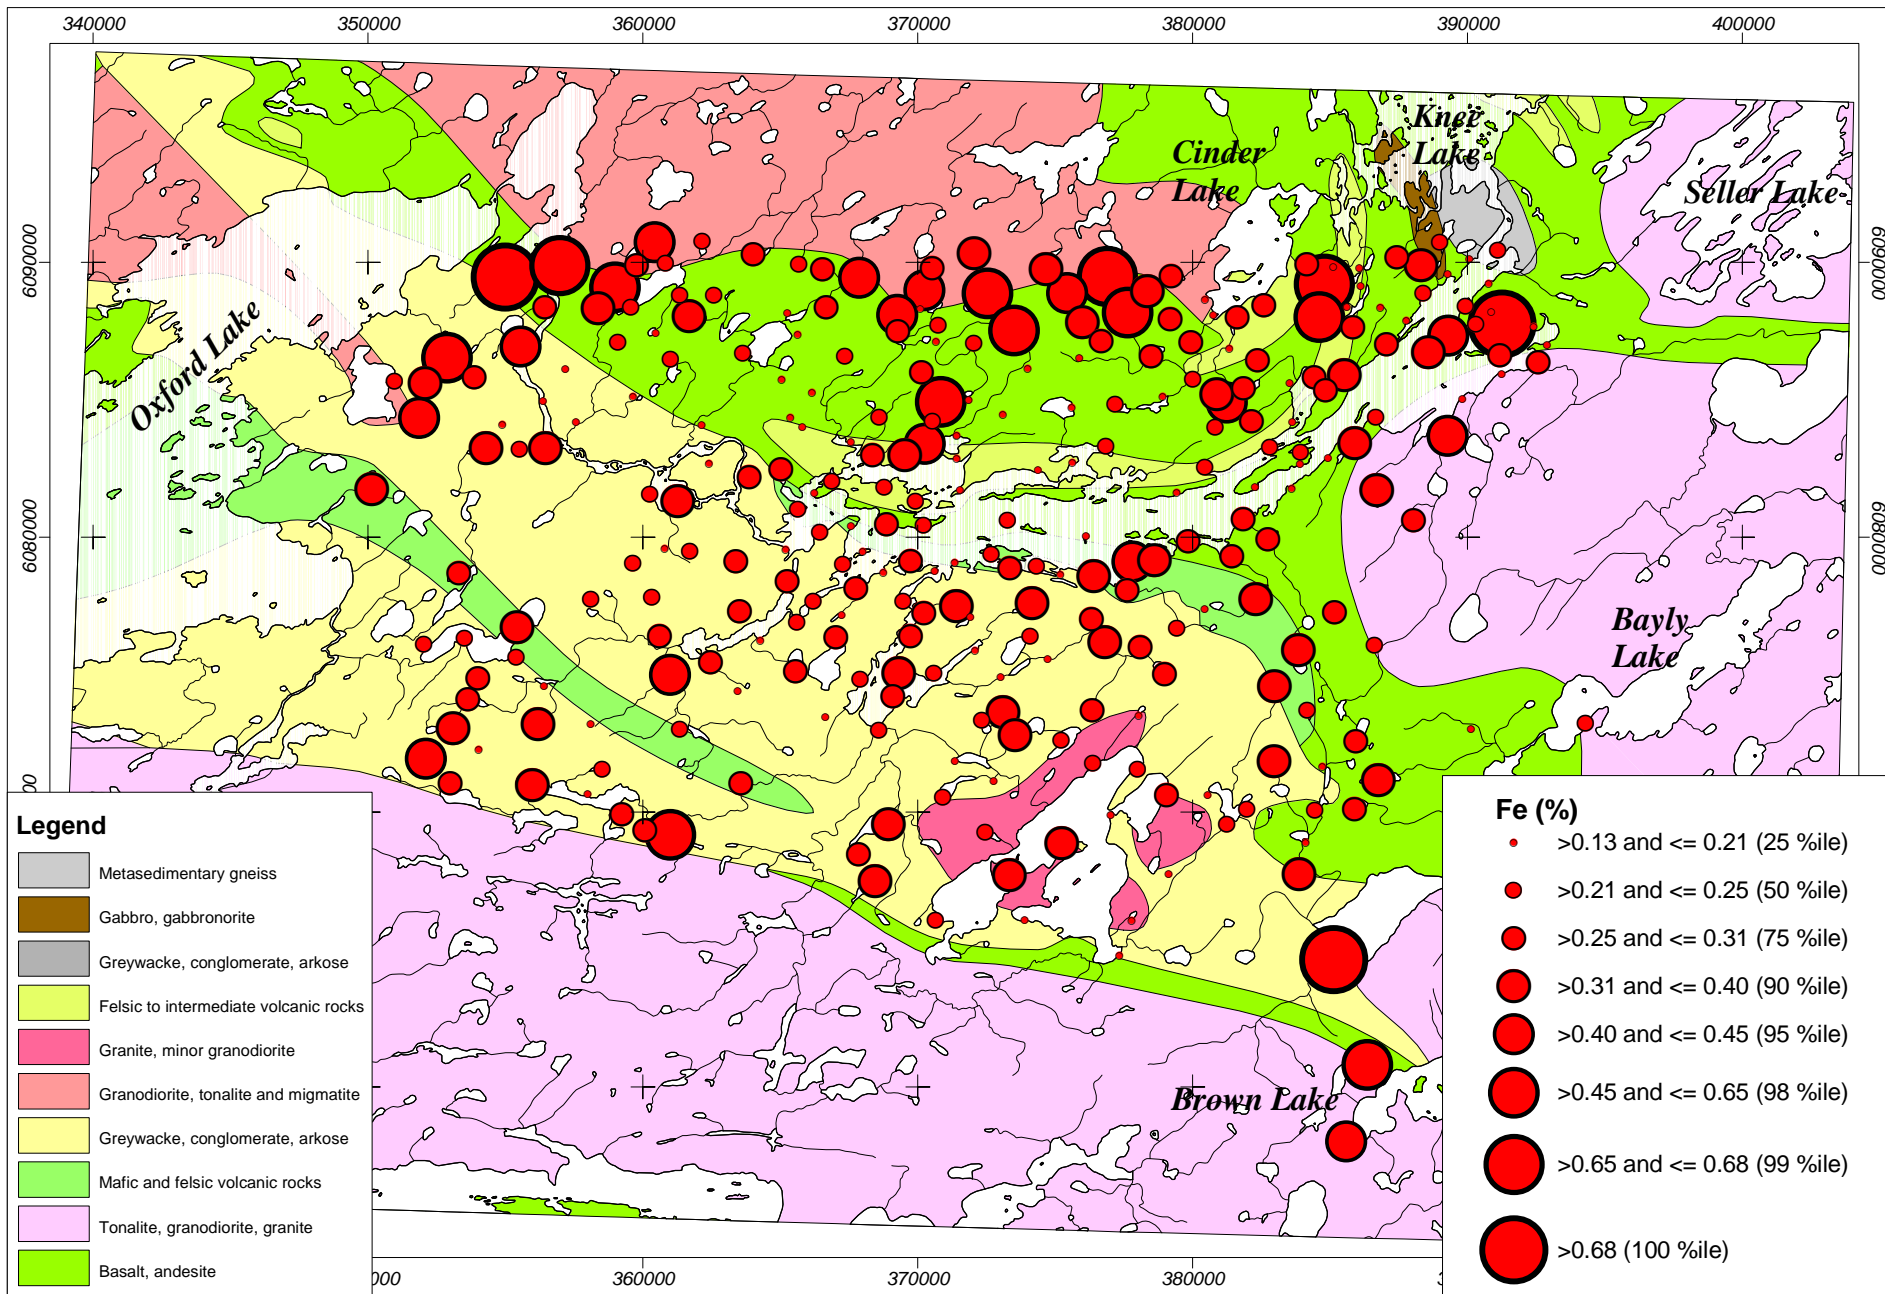 340000
350000
360000
370000
380000
390000
400000
Knee
Lake
Cinder
Lake
Seller Lake
6090000
6090000
Oxford Lake
6080000
6080000
Bayly
Lake
Brown Lake
Legend
Metasedimentary gneiss
Gabbro, gabbronorite
Greywacke, conglomerate, arkose
Felsic to intermediate volcanic rocks
Granite, minor granodiorite
Granodiorite, tonalite and migmatite
Greywacke, conglomerate, arkose
Mafic and felsic volcanic rocks
Tonalite, granodiorite, granite
Basalt, andesite
Fe (%)
>0.13 and <= 0.21 (25 %ile)
>0.21 and <= 0.25 (50 %ile)
>0.25 and <= 0.31 (75 %ile)
>0.31 and <= 0.40 (90 %ile)
>0.40 and <= 0.45 (95 %ile)
>0.45 and <= 0.65 (98 %ile)
>0.65 and <= 0.68 (99 %ile)
>0.68 (100 %ile)
360000
370000
380000